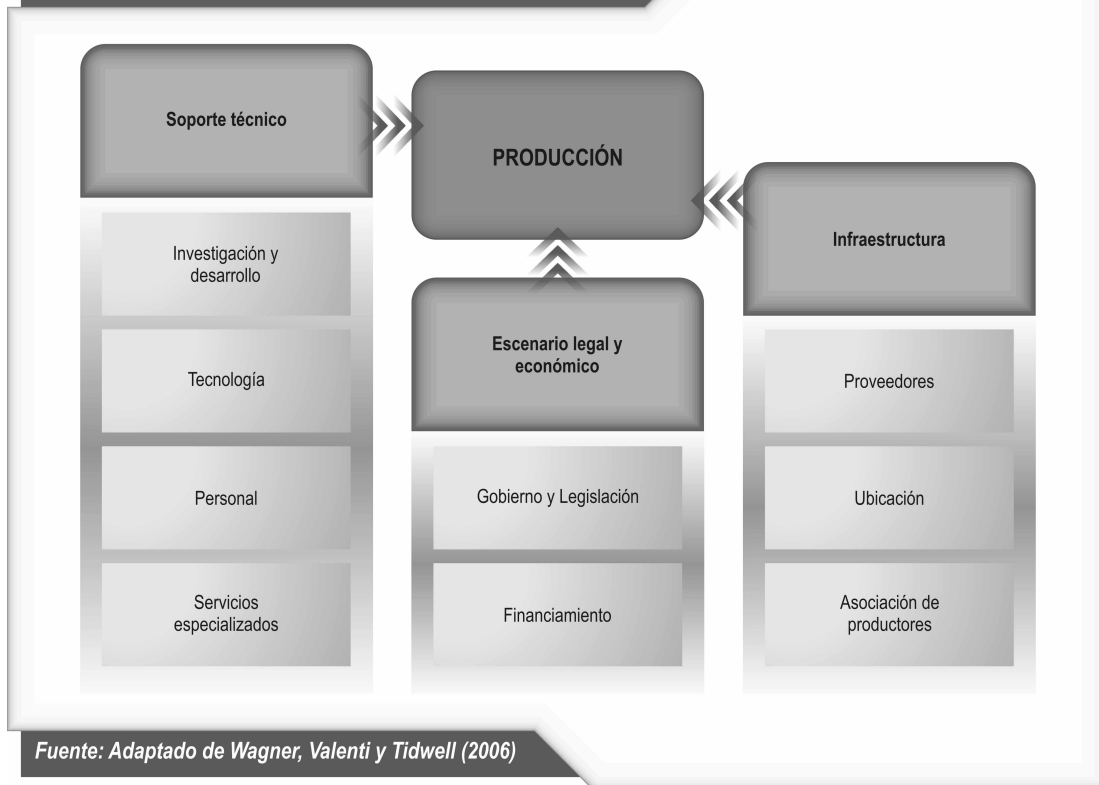 Soporte técnico
PRODUCCIÓN
Infraestructura
Investigación y
desarrollo
Tecnología
Personal
Servicios
especializados
Escenario legal y
económico
Gobierno y Legislación
Financiamiento
Proveedores
Ubicación
Asociación de
productores
Fuente: Adaptado de Wagner, Valenti y Tidwell (2006)